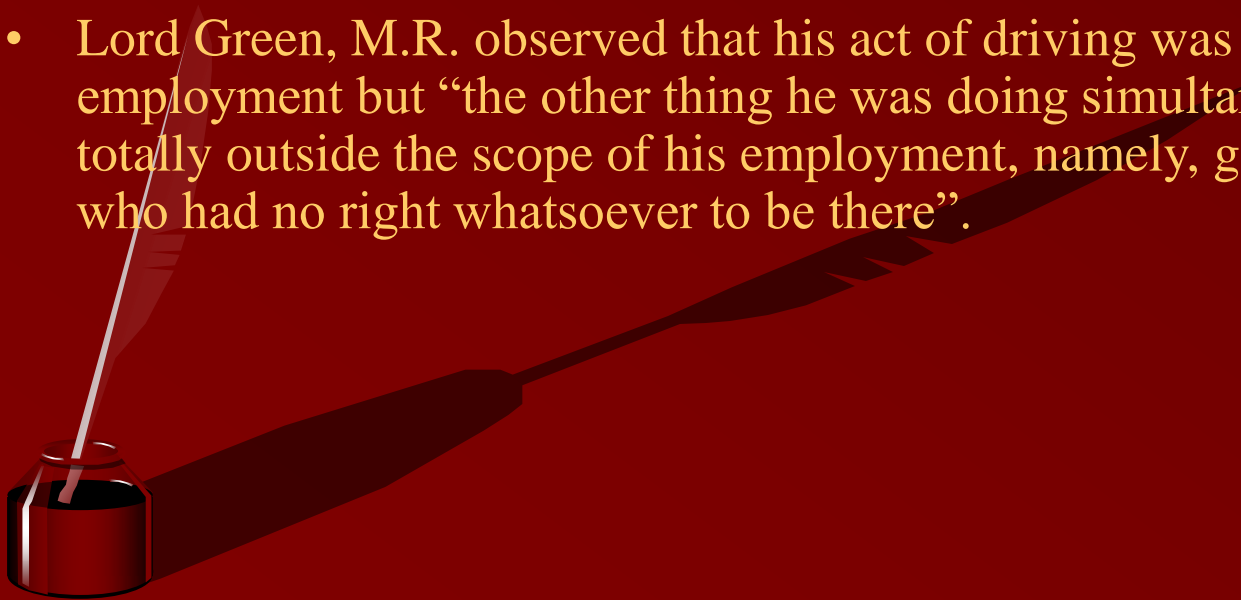 • Lord Green, M.R. observed that his act of driving was
employment but “the other thing he was doing simulta
totally outside the scope of his employment, namely, g
who had no right whatsoever to be there”.